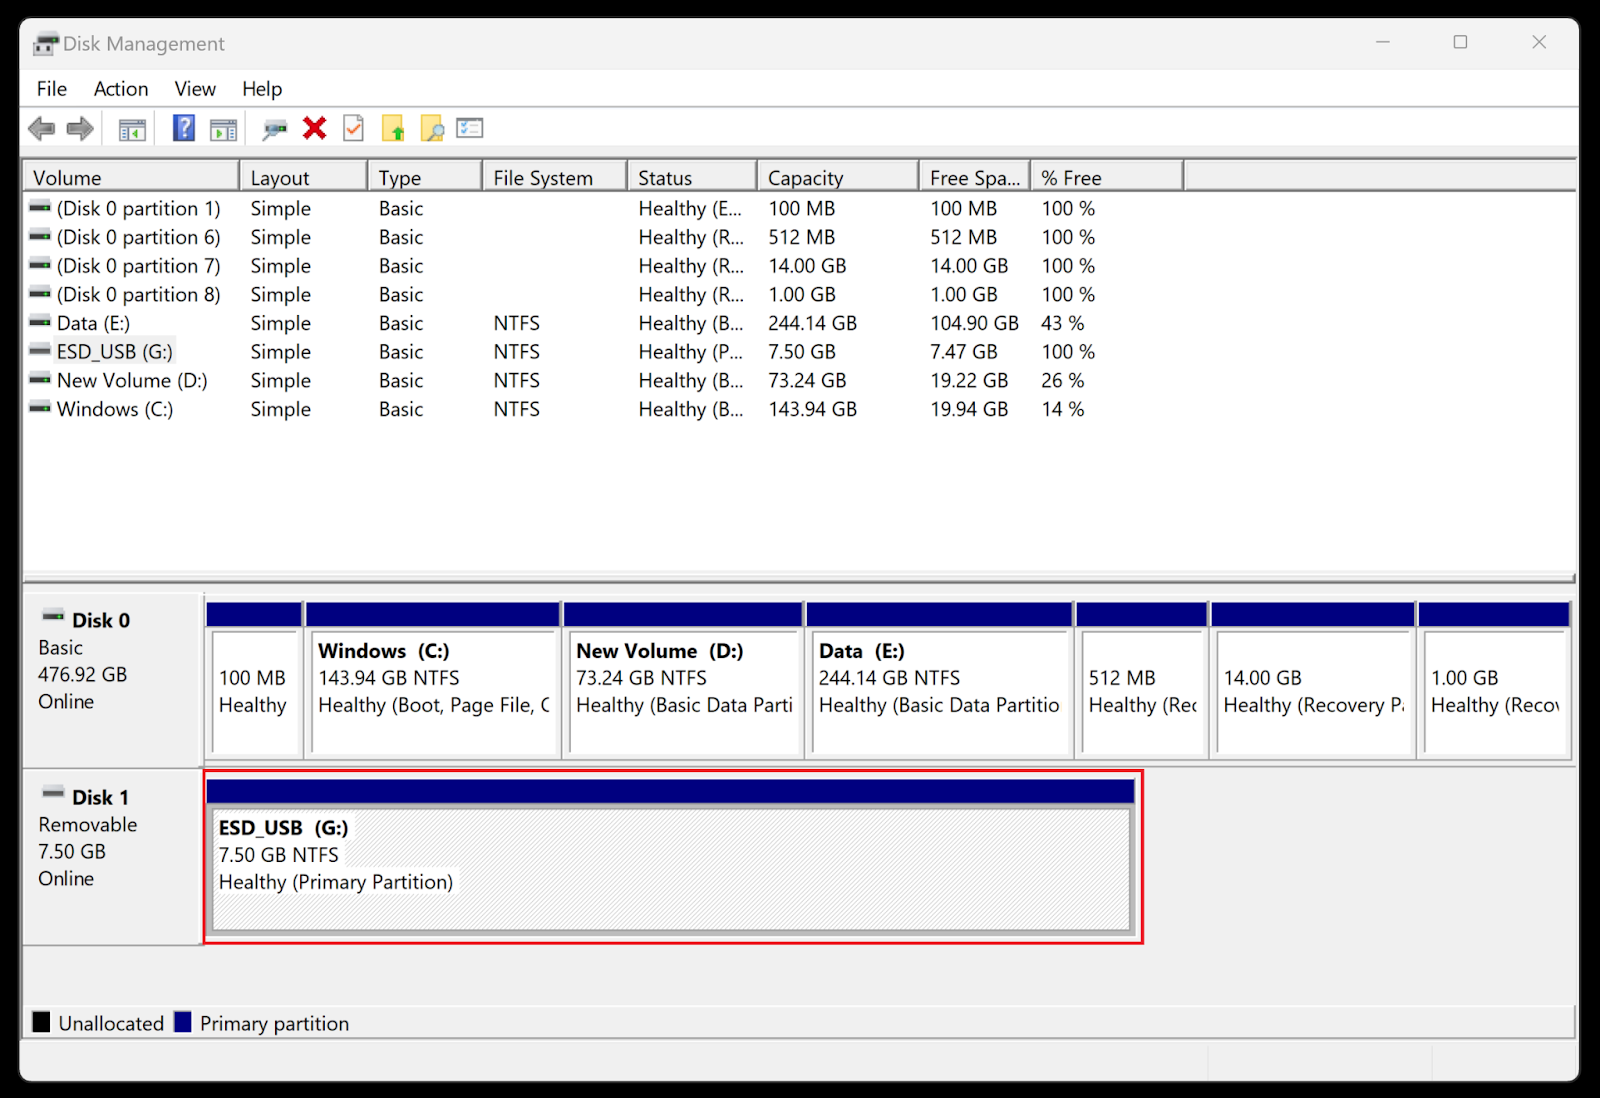 Disk Management
File Action View Help
Volume Layout Type File System Status Capacity Free Spa... % Free
(Disk 0 partition 1) Simple Basic Healthy (E... 100 MB 100 MB 100 %
(Disk 0 partition 6) Simple Basic Healthy (R... 512 MB 512 MB 100 %
(Disk 0 partition 7) Simple Basic Healthy (R... 14.00 GB 14.00 GB 100 %
(Disk 0 partition 8) Simple Basic Healthy (R... 1.00 GB 1.00 GB 100 %
Data (E:) Simple Basic NTFS Healthy (B... 244.14 GB 104.90 GB 43 %
ESD_USB (G:) Simple Basic NTFS Healthy (P... 7.50 GB 7.47 GB 100 %
New Volume (D:) Simple Basic NTFS Healthy (B... 73.24 GB 19.22 GB 26 %
Windows (C:) Simple Basic NTFS Healthy (B... 143.94 GB 19.94 GB 14 %
Disk 0
Basic
476.92 GB
Online
100 MB
Healthy
Windows (C:)
143.94 GB NTFS
Healthy (Boot, Page File, C
New Volume (D:)
73.24 GB NTFS
Healthy (Basic Data Parti
Data (E:)
244.14 GB NTFS
Healthy (Basic Data Partitio
512 MB
Healthy (Rec
14.00 GB
Healthy (Recovery Pa
1.00 GB
Healthy (Recov
Disk 1
Removable
7.50 GB
Online
ESD_USB (G:)
7.50 GB NTFS
Healthy (Primary Partition)
Unallocated Primary partition